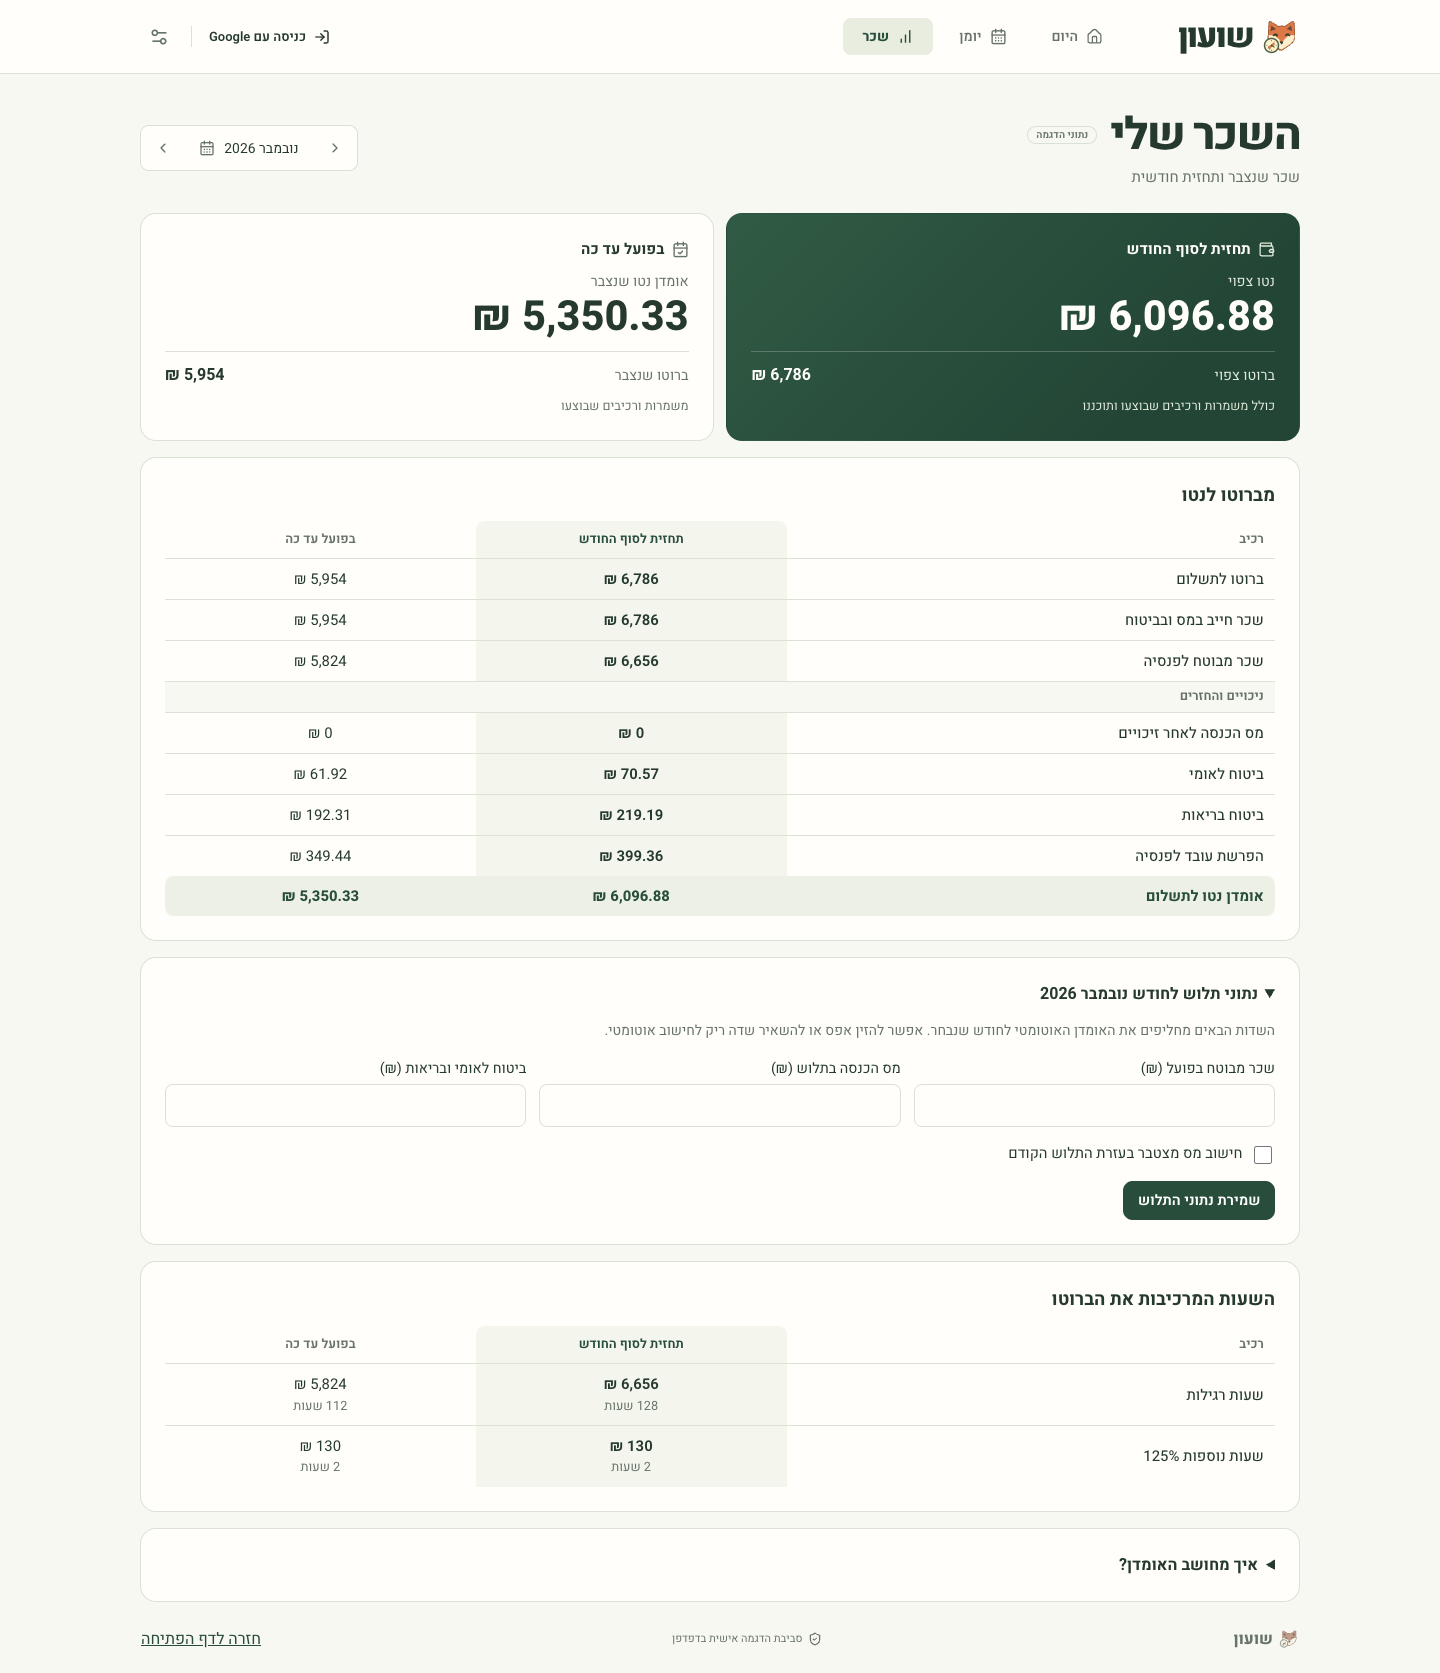 שועון
היום
יומן
שכר
כניסה עם Google
השכר שלי
נתוני הדגמה
שכר שנצבר ותחזית חודשית
נובמבר 2026
תחזית לסוף החודש
נטו צפוי
6,096.88 ₪
ברוטו צפוי
6,786 ₪
כולל משמרות ורכיבים שבוצעו ותוכננו
בפועל עד כה
אומדן נטו שנצבר
5,350.33 ₪
ברוטו שנצבר
5,954 ₪
משמרות ורכיבים שבוצעו
מברוטו לנטו
רכיב תחזית לסוף החודש בפועל עד כה
ברוטו לתשלום 6,786 ₪ 5,954 ₪
שכר חייב במס ובביטוח 6,786 ₪ 5,954 ₪
שכר מבוטח לפנסיה 6,656 ₪ 5,824 ₪
ניכויים והחזרים
מס הכנסה לאחר זיכויים 0 ₪ 0 ₪
ביטוח לאומי 70.57 ₪ 61.92 ₪
ביטוח בריאות 219.19 ₪ 192.31 ₪
הפרשת עובד לפנסיה 399.36 ₪ 349.44 ₪
אומדן נטו לתשלום 6,096.88 ₪ 5,350.33 ₪
נתוני תלוש לחודש נובמבר 2026
השדות הבאים מחליפים את האומדן האוטומטי לחודש שנבחר. אפשר להזין אפס או להשאיר שדה ריק לחישוב אוטומטי.
שכר מבוטח בפועל (₪)
מס הכנסה בתלוש (₪)
ביטוח לאומי ובריאות (₪)
חישוב מס מצטבר בעזרת התלוש הקודם
שמירת נתוני התלוש
השעות המרכיבות את הברוטו
רכיב תחזית לסוף החודש בפועל עד כה
שעות רגילות 6,656 ₪ 5,824 ₪
128 שעות 112 שעות
שעות נוספות 125% 130 ₪ 130 ₪
2 שעות 2 שעות
איך מחושב האומדן?
שועון
סביבת הדגמה אישית בדפדפן
חזרה לדף הפתיחה